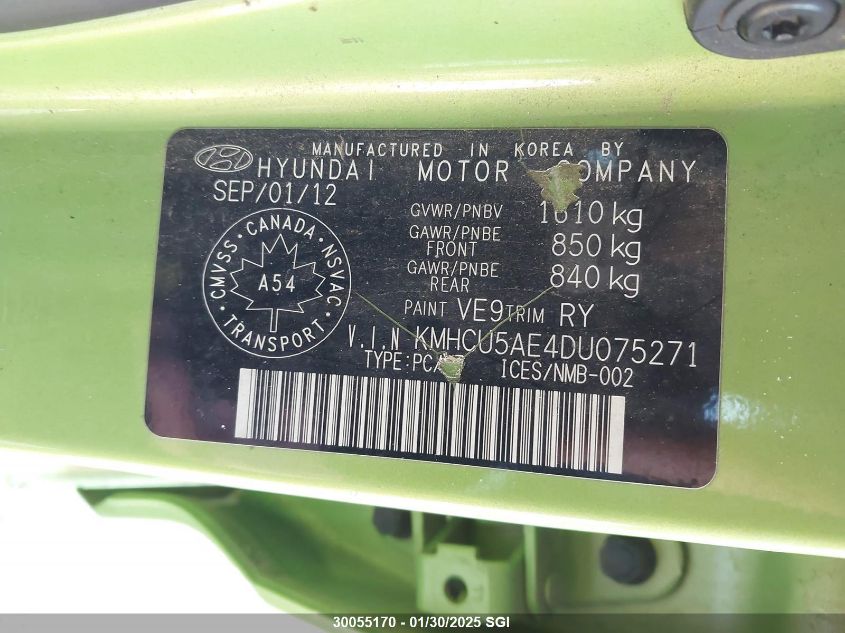 MANUFACTURED IN KOREA BY
HYUNDAI MOTOR COMPANY
SEP/01/12
GVWR/PNBV 1610 kg
GAWR/PNBE FRONT 850 kg
GAWR/PNBE REAR 840 kg
CMVSS · CANADA · NSVAC · TRANSPORT ·
A54
PAINT VE9 TRIM RY
V.I.N KMHCU5AE4DU075271
TYPE:PC/ ICES/NMB-002
30055170 - 01/30/2025 SGI